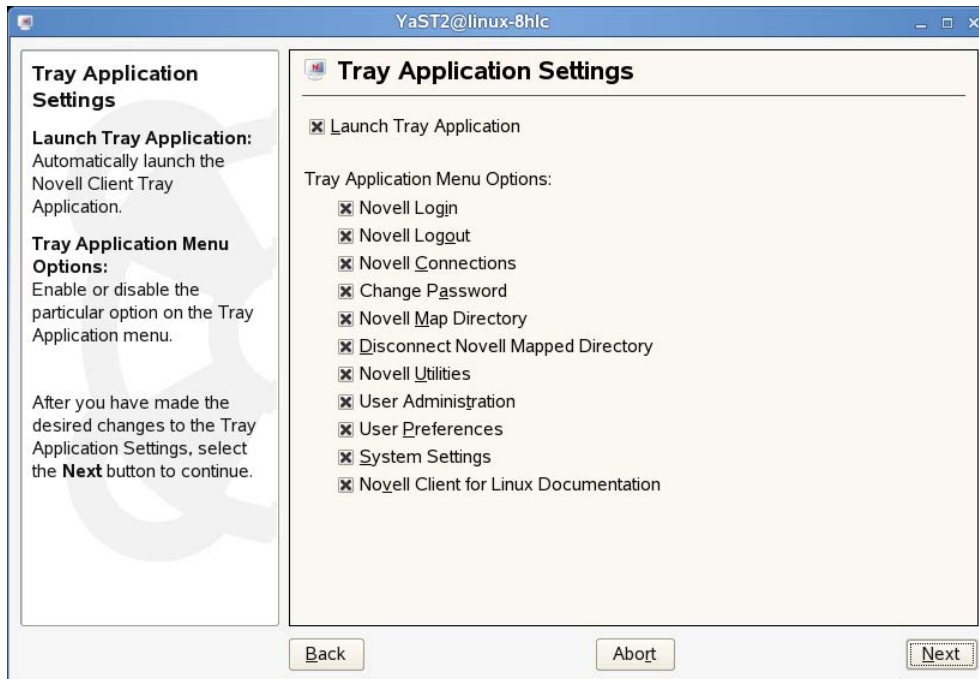 YaST2@linux-8hlc
Tray Application
Settings
Launch Tray Application:
Automatically launch the
Novell Client Tray
Application.
Tray Application Menu
Options:
Enable or disable the
particular option on the Tray
Application menu.
After you have made the
desired changes to the Tray
Application Settings, select
the Next button to continue.
Tray Application Settings
Launch Tray Application
Tray Application Menu Options:
Novell Login
Novell Logout
Novell Connections
Change Password
Novell Map Directory
Disconnect Novell Mapped Directory
Novell Utilities
User Administration
User Preferences
System Settings
Novell Client for Linux Documentation
Back
Abort
Next